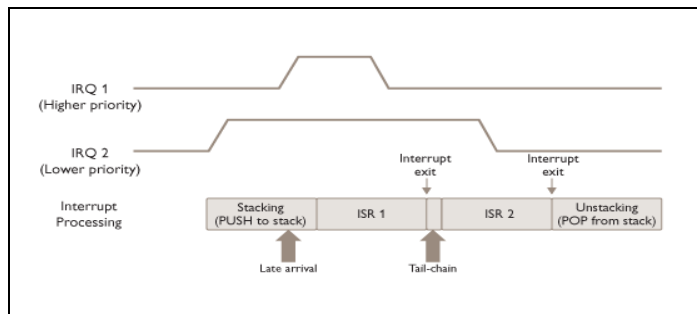 IRQ 1
(Higher priority)
IRQ 2
(Lower priority)
Interrupt
exit
Interrupt
exit
Interrupt
Processing
Stacking
(PUSH to stack)
ISR 1
ISR 2
Unstacking
(POP from stack)
Late arrival
Tail-chain